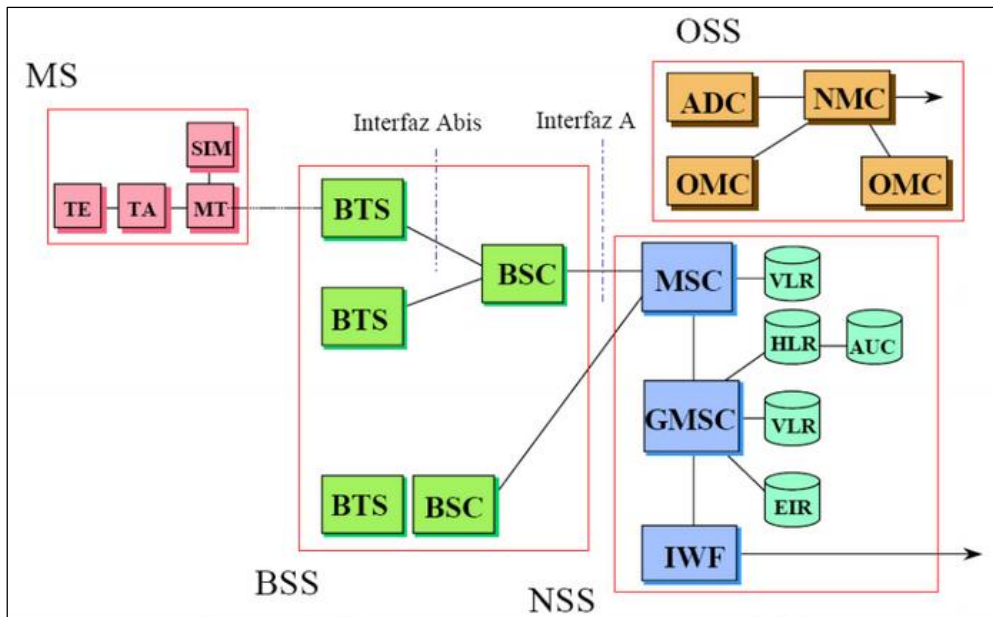 OSS
MS
ADC
NMC
Interfaz Abis
Interfaz A
SIM
OMC
OMC
TE
TA
MT
BTS
BSC
MSC
VLR
BTS
HLR
AUC
GMSC
VLR
BTS
BSC
EIR
IWF
BSS
NSS